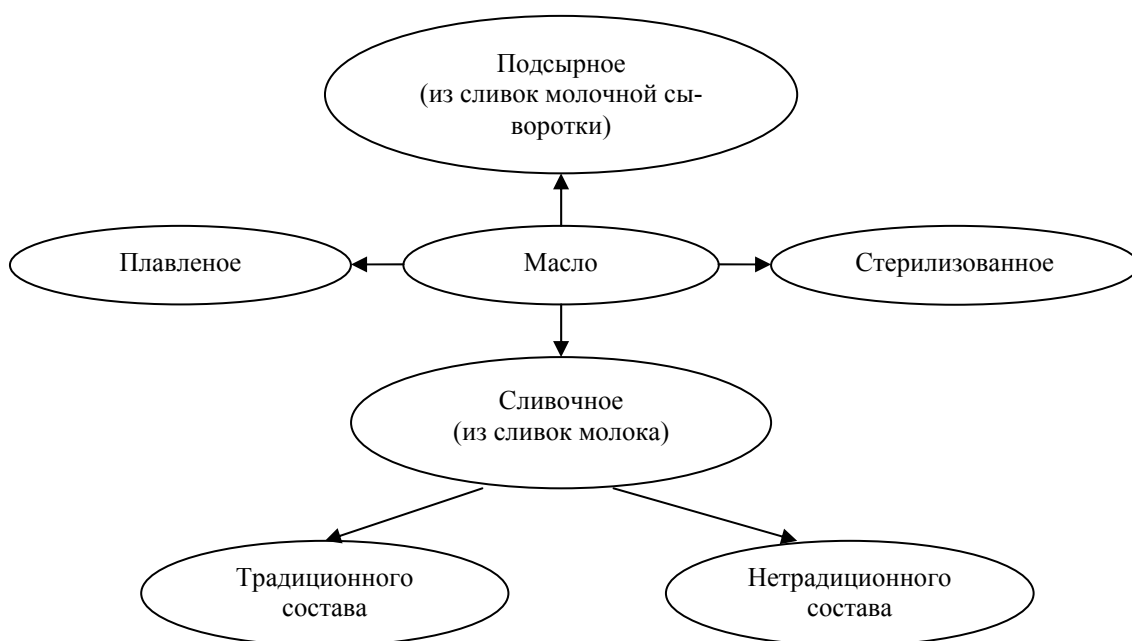 Подсырное
(из сливок молочной сы-
воротки)
Плавленое
Масло
Стерилизованное
Сливочное
(из сливок молока)
Традиционного
состава
Нетрадиционного
состава